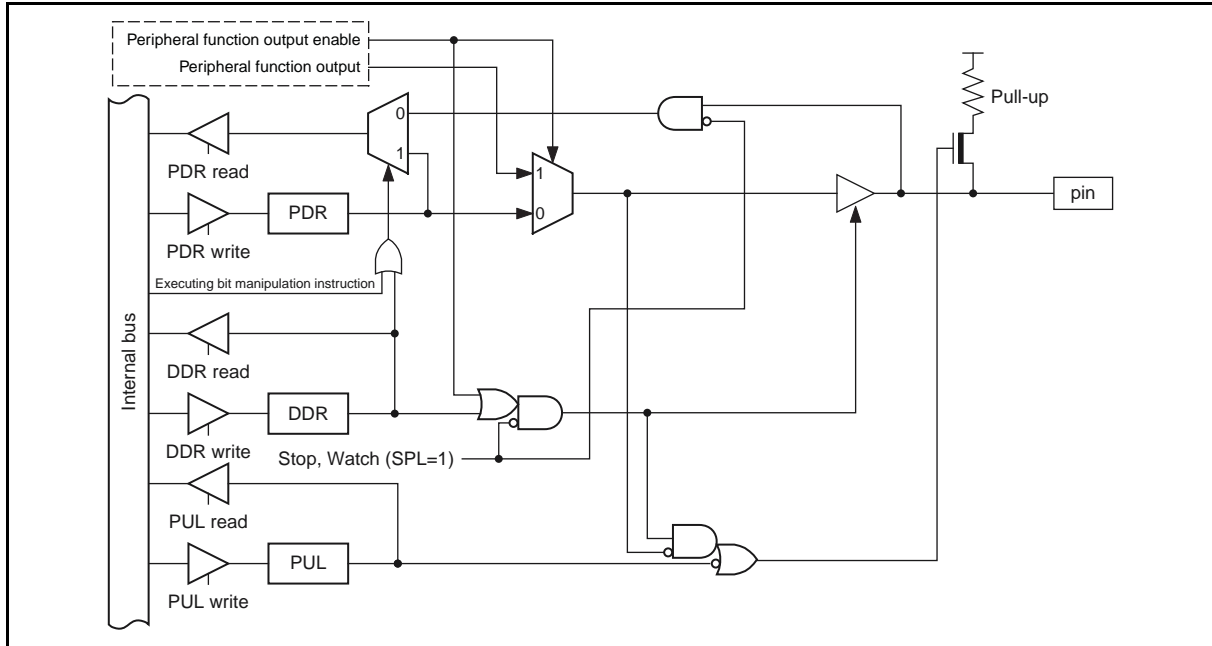 Peripheral function output enable
Peripheral function output
Pull-up
0
1
PDR read
1
pin
PDR
0
PDR write
Executing bit manipulation instruction
Internal bus
DDR read
DDR
DDR write
Stop, Watch (SPL=1)
PUL read
PUL
PUL write